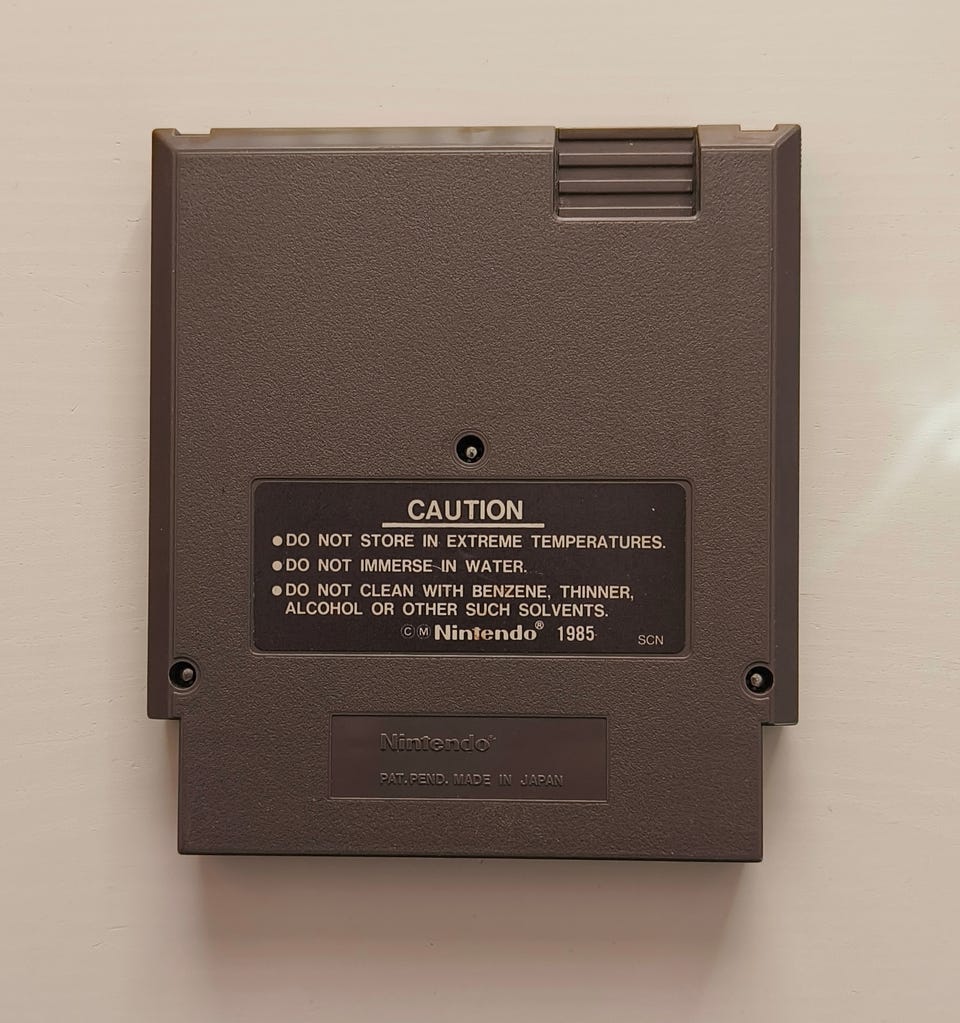 CAUTION
●DO NOT STORE IN EXTREME TEMPERATURES.
●DO NOT IMMERSE IN WATER.
●DO NOT CLEAN WITH BENZENE, THINNER,
ALCOHOL OR OTHER SUCH SOLVENTS.
ⒸⓂNintendo® 1985 SCN
Nintendo®
PAT.PEND. MADE IN JAPAN